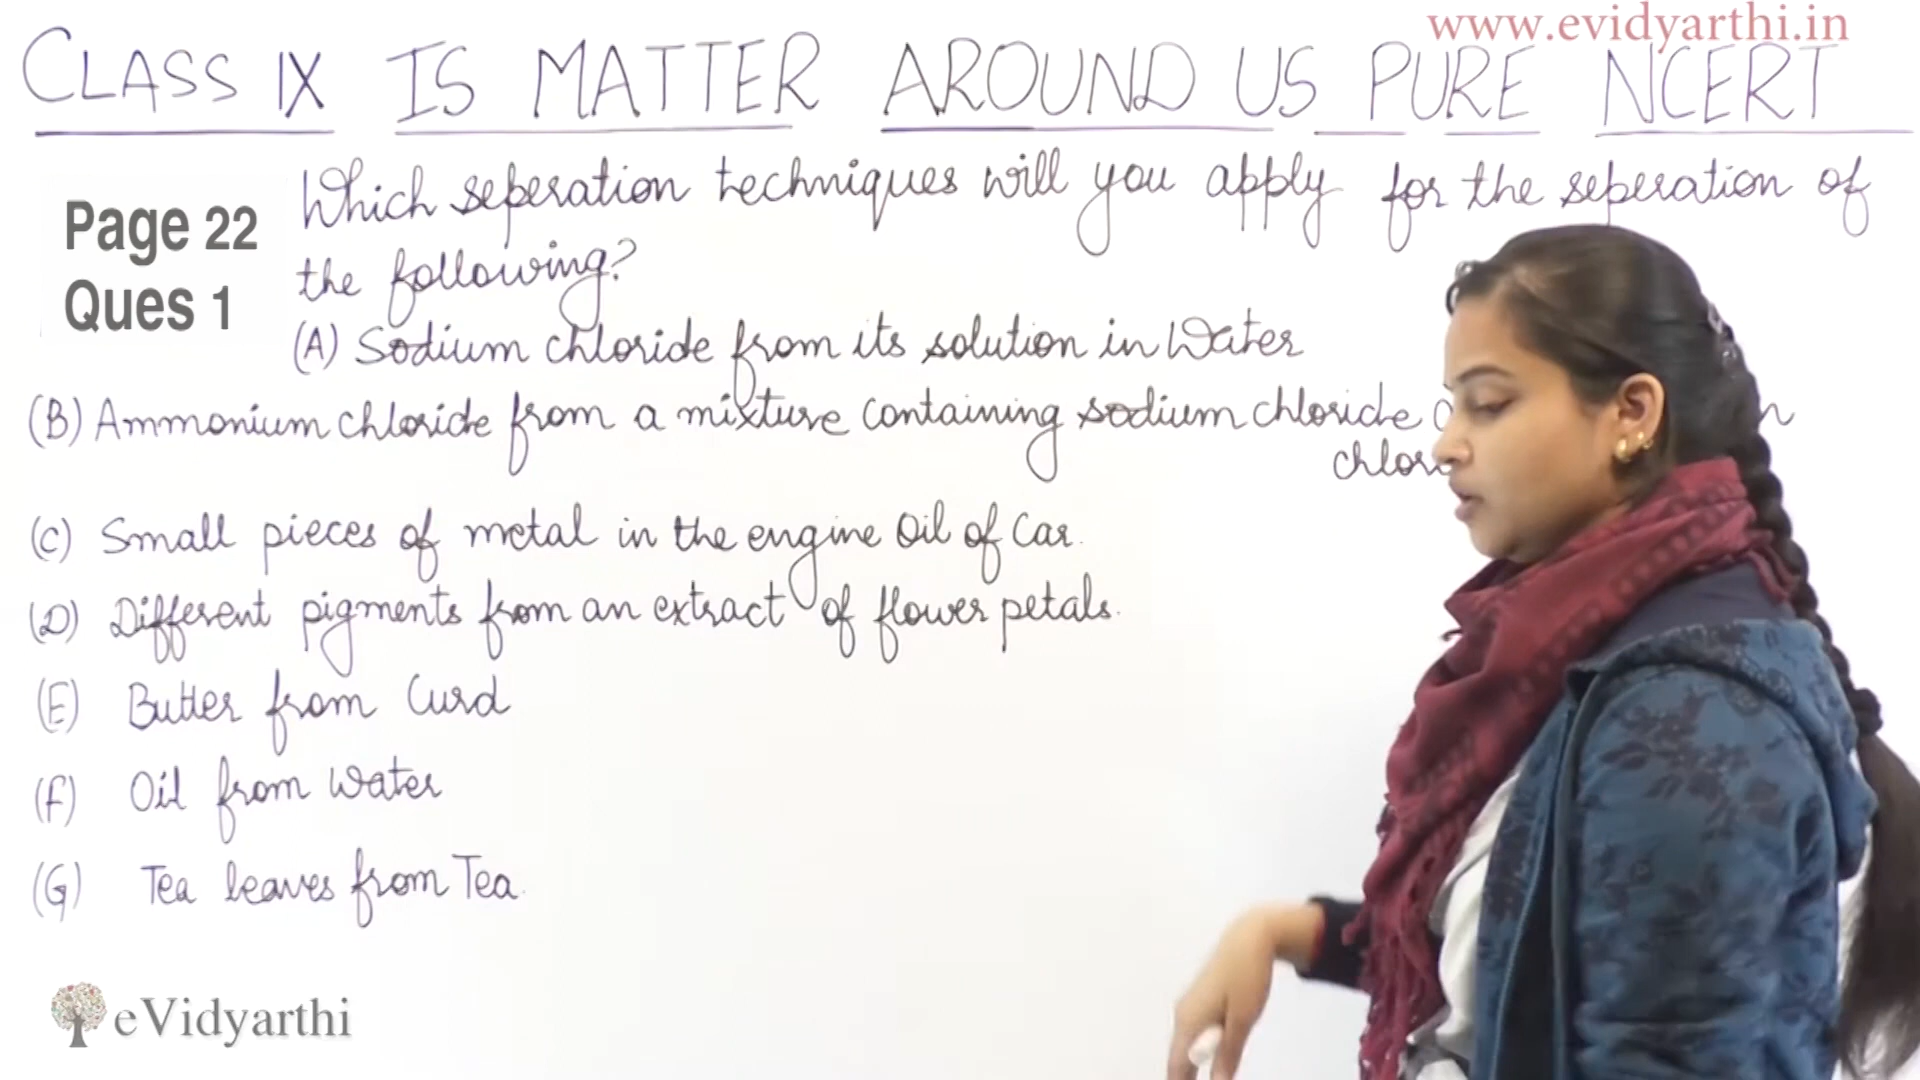 www.evidyarthi.in
CLASS IX IS MATTER AROUND US PURE NCERT
Page 22
Ques 1
Which seperation techniques will you apply for the seperation of
the following?
(A) Sodium chloride from its solution in Water
(B) Ammonium chloride from a mixture containing sodium chloride
(C) Small pieces of metal in the engine Oil of Car.
(D) Different pigments from an extract of flower petals.
(E) Butter from Curd
(F) Oil from Water
(G) Tea leaves from Tea.
eVidyarthi